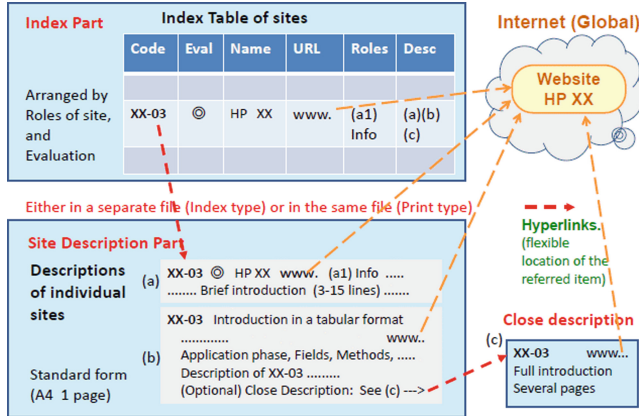 Index Part
Index Table of sites
Code Eval Name URL Roles Desc
Arranged by
Roles of site,
and
Evaluation
XX-03 ◎ HP XX www. (a1) (a)(b)
Info (c)
Internet (Global)
Website
HP XX
Either in a separate file (Index type) or in the same file (Print type)
Site Description Part
Descriptions
of individual
sites
(a)
XX-03 ◎ HP XX www. (a1) Info .....
........ Brief introduction (3-15 lines) .......
(b)
XX-03 Introduction in a tabular format
............. www..
Application phase, Fields, Methods, .....
Description of XX-03 .........
(Optional) Close Description: See (c) --->
Standard form
(A4 1 page)
Hyperlinks.
(flexible
location of the
referred item)
Close description
(c)
XX-03 www...
Full introduction
Several pages